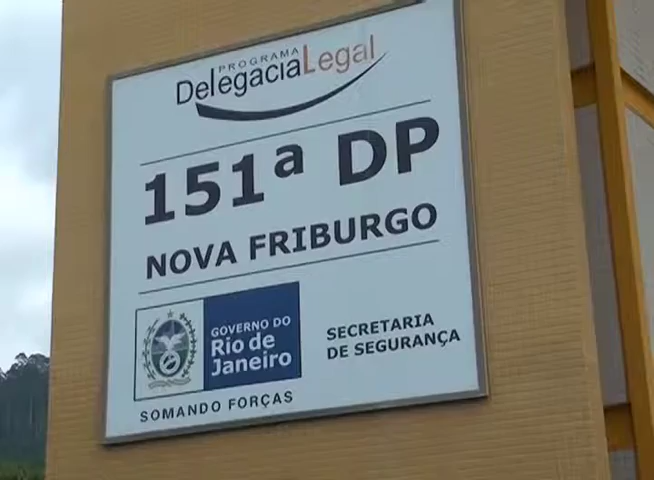 PROGRAMA
DelegaciaLegal
151ª DP
NOVA FRIBURGO
GOVERNO DO
Rio de
Janeiro
SOMANDO FORÇAS
SECRETARIA
DE SEGURANÇA